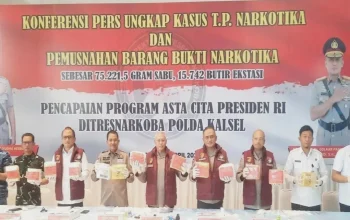 KONFERENSI PERS UNGKAP KASUS T.P. NARKOTIKA
DAN
PEMUSNAHAN BARANG BUKTI NARKOTIKA
SEBESAR 75.221,5 GRAM SABU, 15.742 BUTIR EKSTASI
PENCAPAIAN PROGRAM ASTA CITA PRESIDEN RI
DITRESNARKOBA POLDA KALSEL